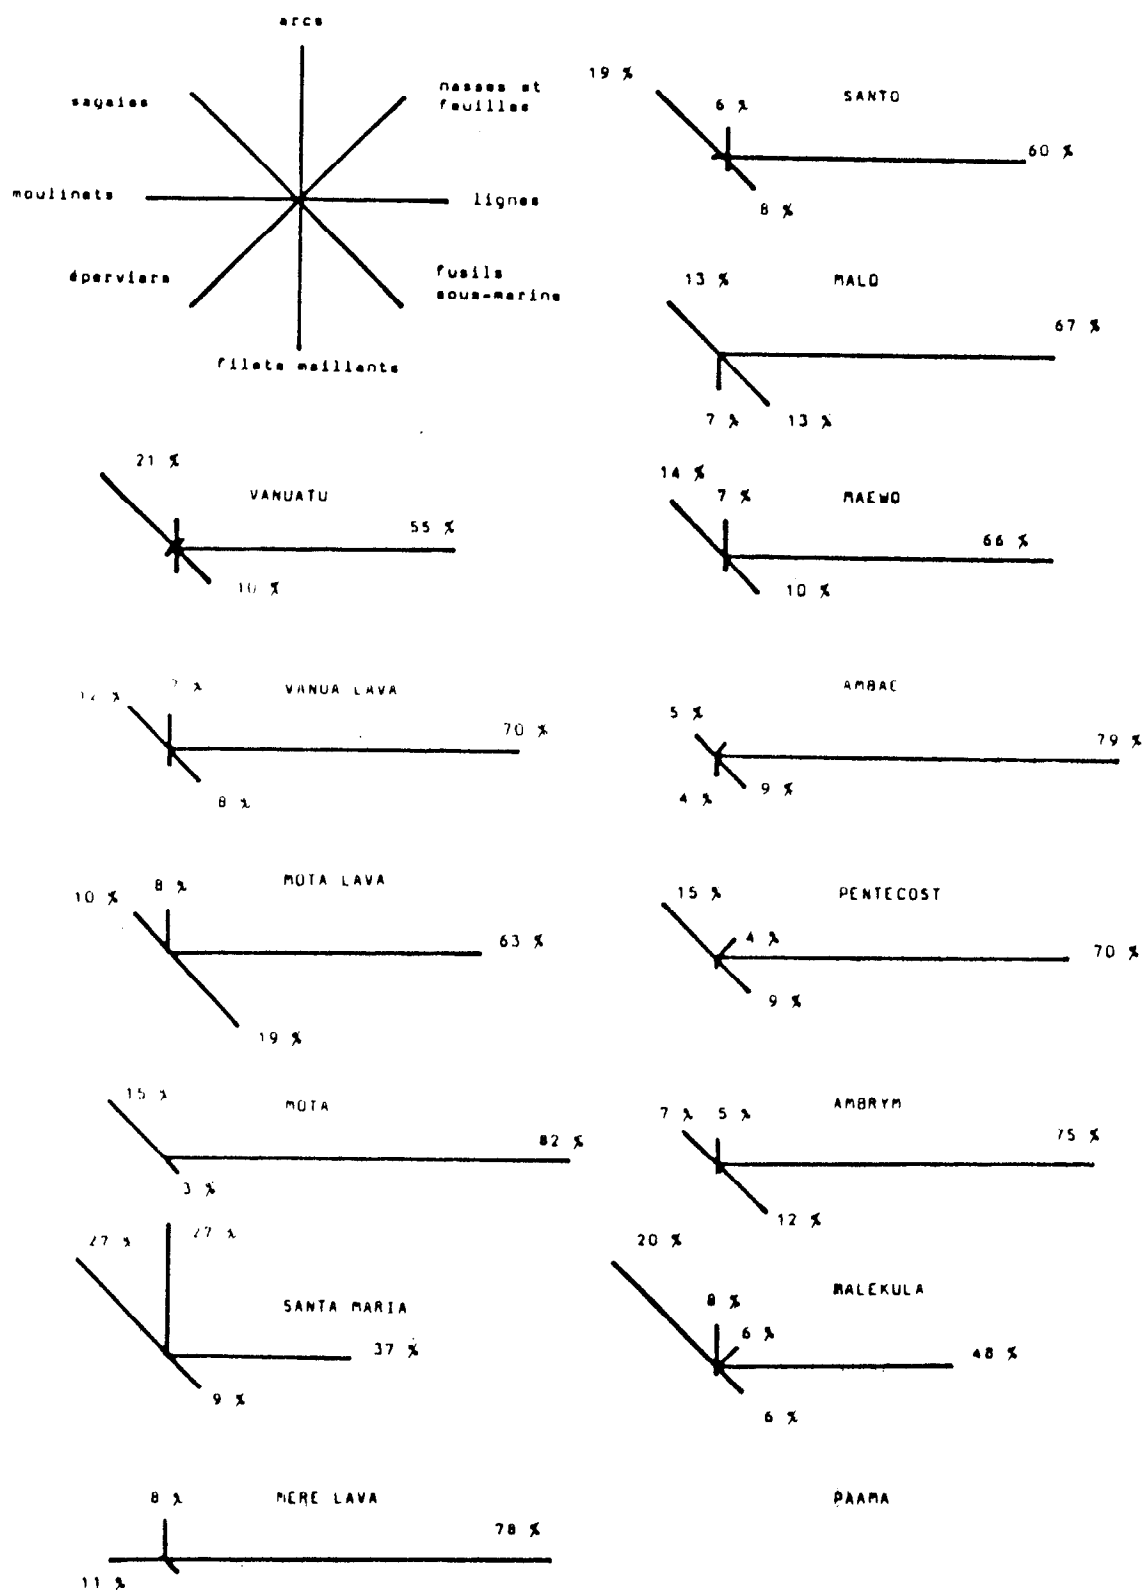 arcs
sagaies
nasses et
feuilles
moulinets
lignes
éperviers
fusils
sous-marins
filets maillants
VANUATU
21 %
55 %
10 %
VANUA LAVA
12 %
7 %
70 %
8 %
MOTA LAVA
10 %
8 %
63 %
19 %
MOTA
15 %
82 %
3 %
SANTA MARIA
27 %
27 %
37 %
9 %
MERE LAVA
8 %
78 %
11 %
SANTO
19 %
6 %
60 %
8 %
MALO
13 %
67 %
7 %
13 %
MAEWO
14 %
7 %
66 %
10 %
AMBAE
5 %
79 %
4 %
9 %
PENTECOST
15 %
4 %
70 %
9 %
AMBRYM
7 %
5 %
75 %
12 %
MALEKULA
20 %
8 %
6 %
48 %
6 %
PAAMA